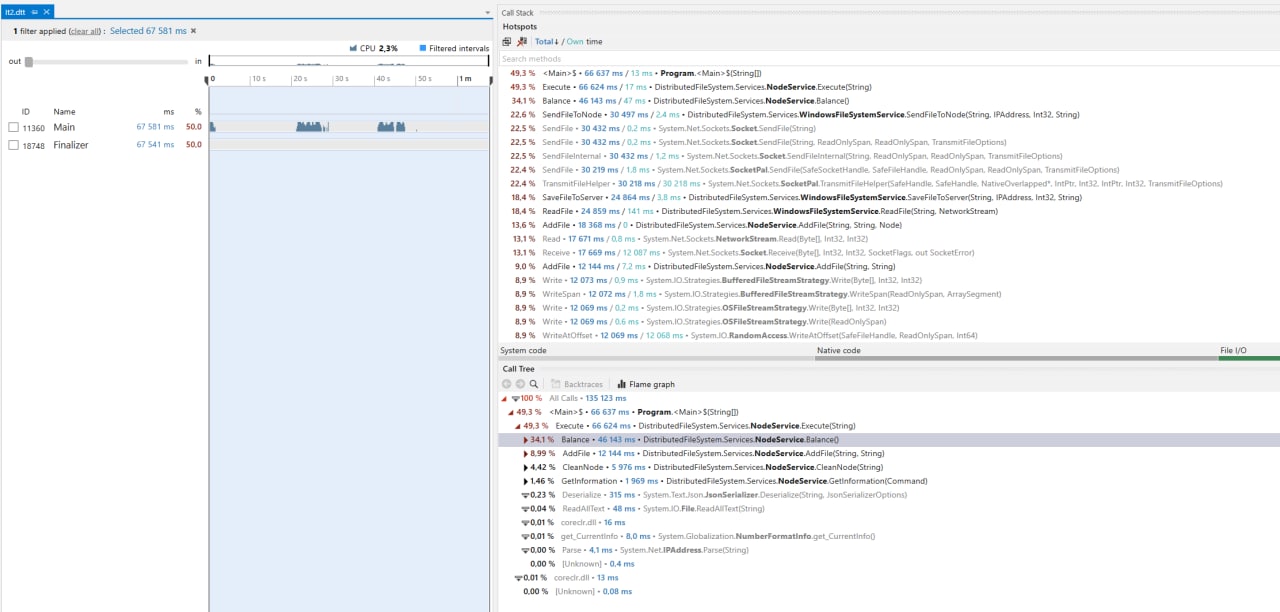 lt2.dtt
1 filter applied (clear all) : Selected 67 581 ms ×
CPU 2,3% Filtered intervals
out in
0 10 s 20 s 30 s 40 s 50 s 1 m
ID Name ms %
11360 Main 67 581 ms 50,0
18748 Finalizer 67 541 ms 50,0
Call Stack
Hotspots
Total↓ / Own time
Search methods
49,3 % <Main>$ • 66 637 ms / 13 ms • Program.<Main>$(String[])
49,3 % Execute • 66 624 ms / 17 ms • DistributedFileSystem.Services.NodeService.Execute(String)
34,1 % Balance • 46 143 ms / 47 ms • DistributedFileSystem.Services.NodeService.Balance()
22,6 % SendFileToNode • 30 497 ms / 2,4 ms • DistributedFileSystem.Services.WindowsFileSystemService.SendFileToNode(String, IPAddress, Int32, String)
22,5 % SendFile • 30 432 ms / 0,2 ms • System.Net.Sockets.Socket.SendFile(String)
22,5 % SendFile • 30 432 ms / 0,2 ms • System.Net.Sockets.Socket.SendFile(String, ReadOnlySpan, ReadOnlySpan, TransmitFileOptions)
22,5 % SendFileInternal • 30 432 ms / 1,2 ms • System.Net.Sockets.Socket.SendFileInternal(String, ReadOnlySpan, ReadOnlySpan, TransmitFileOptions)
22,4 % SendFile • 30 219 ms / 1,8 ms • System.Net.Sockets.SocketPal.SendFile(SafeSocketHandle, SafeFileHandle, ReadOnlySpan, ReadOnlySpan, TransmitFileOptions)
22,4 % TransmitFileHelper • 30 218 ms / 30 218 ms • System.Net.Sockets.SocketPal.TransmitFileHelper(SafeHandle, SafeHandle, NativeOverlapped*, IntPtr, Int32, IntPtr, Int32, TransmitFileOptions)
18,4 % SaveFileToServer • 24 864 ms / 3,8 ms • DistributedFileSystem.Services.WindowsFileSystemService.SaveFileToServer(String, IPAddress, Int32, String)
18,4 % ReadFile • 24 859 ms / 141 ms • DistributedFileSystem.Services.WindowsFileSystemService.ReadFile(String, NetworkStream)
13,6 % AddFile • 18 368 ms / 0 • DistributedFileSystem.Services.NodeService.AddFile(String, String, Node)
13,1 % Read • 17 671 ms / 0,8 ms • System.Net.Sockets.NetworkStream.Read(Byte[], Int32, Int32)
13,1 % Receive • 17 669 ms / 12 087 ms • System.Net.Sockets.Socket.Receive(Byte[], Int32, Int32, SocketFlags, out SocketError)
9,0 % AddFile • 12 144 ms / 7,2 ms • DistributedFileSystem.Services.NodeService.AddFile(String, String)
8,9 % Write • 12 073 ms / 0,9 ms • System.IO.Strategies.BufferedFileStreamStrategy.Write(Byte[], Int32, Int32)
8,9 % WriteSpan • 12 072 ms / 1,8 ms • System.IO.Strategies.BufferedFileStreamStrategy.WriteSpan(ReadOnlySpan, ArraySegment)
8,9 % Write • 12 069 ms / 0,2 ms • System.IO.Strategies.OSFileStreamStrategy.Write(Byte[], Int32, Int32)
8,9 % Write • 12 069 ms / 0,6 ms • System.IO.Strategies.OSFileStreamStrategy.Write(ReadOnlySpan)
8,9 % WriteAtOffset • 12 069 ms / 12 068 ms • System.IO.RandomAccess.WriteAtOffset(SafeFileHandle, ReadOnlySpan, Int64)
System code Native code File I/O
Call Tree
Backtraces Flame graph
100 % All Calls • 135 123 ms
49,3 % <Main>$ • 66 637 ms • Program.<Main>$(String[])
49,3 % Execute • 66 624 ms • DistributedFileSystem.Services.NodeService.Execute(String)
34,1 % Balance • 46 143 ms • DistributedFileSystem.Services.NodeService.Balance()
8,99 % AddFile • 12 144 ms • DistributedFileSystem.Services.NodeService.AddFile(String, String)
4,42 % CleanNode • 5 976 ms • DistributedFileSystem.Services.NodeService.CleanNode(String)
1,46 % GetInformation • 1 969 ms • DistributedFileSystem.Services.NodeService.GetInformation(Command)
0,23 % Deserialize • 315 ms • System.Text.Json.JsonSerializer.Deserialize(String, JsonSerializerOptions)
0,04 % ReadAllText • 48 ms • System.IO.File.ReadAllText(String)
0,01 % coreclr.dll • 16 ms
0,01 % get_CurrentInfo • 8,0 ms • System.Globalization.NumberFormatInfo.get_CurrentInfo()
0,00 % Parse • 4,1 ms • System.Net.IPAddress.Parse(String)
0,00 % [Unknown] • 0,4 ms
0,01 % coreclr.dll • 13 ms
0,00 % [Unknown] • 0,08 ms